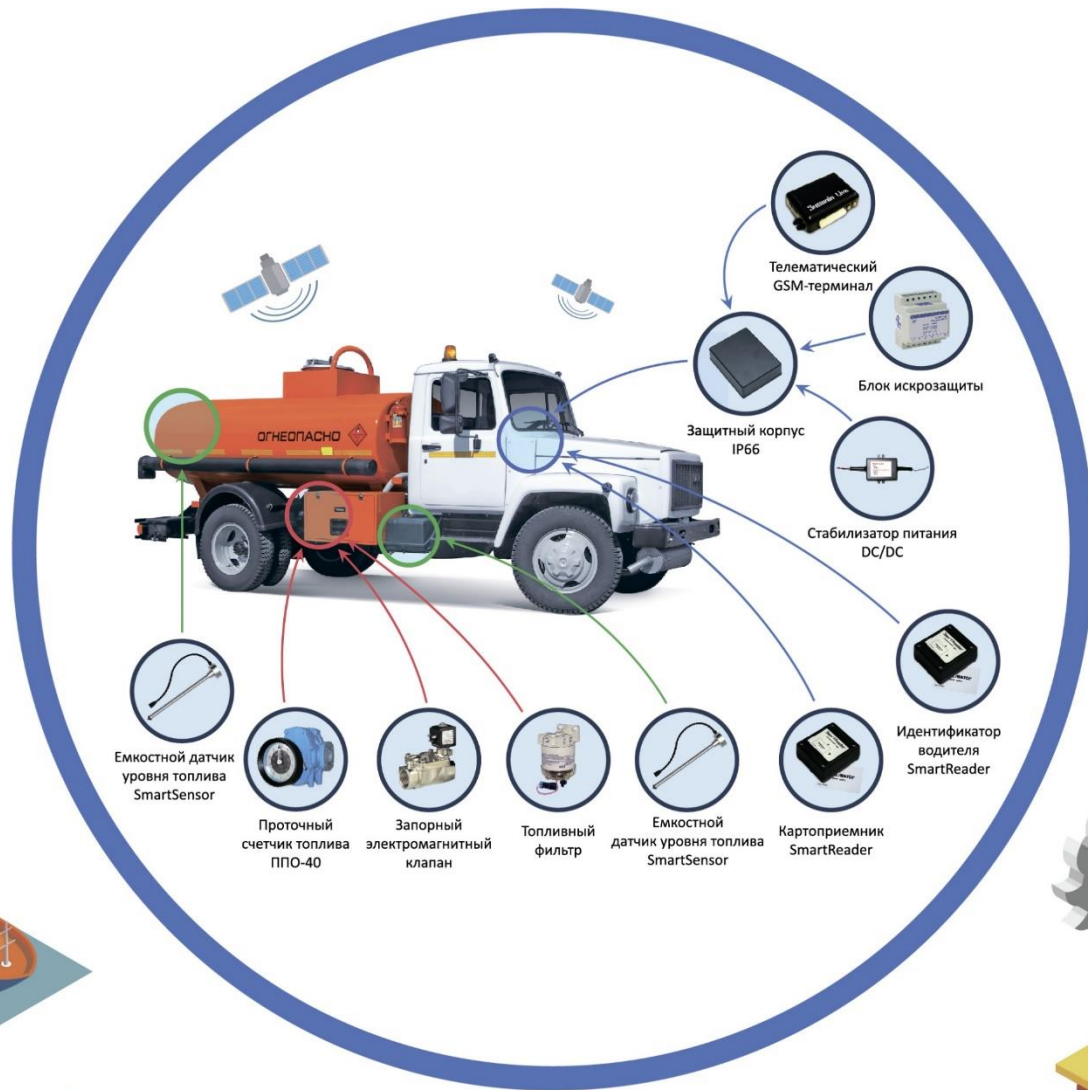 Телематический
GSM-терминал
Блок искрозащиты
Защитный корпус
IP66
Стабилизатор питания
DC/DC
ОГНЕОПАСНО
Идентификатор
водителя
SmartReader
Емкостной датчик
уровня топлива
SmartSensor
Проточный
счетчик топлива
ППО-40
Запорный
электромагнитный
клапан
Топливный
фильтр
Емкостной
датчик уровня топлива
SmartSensor
Картоприемник
SmartReader